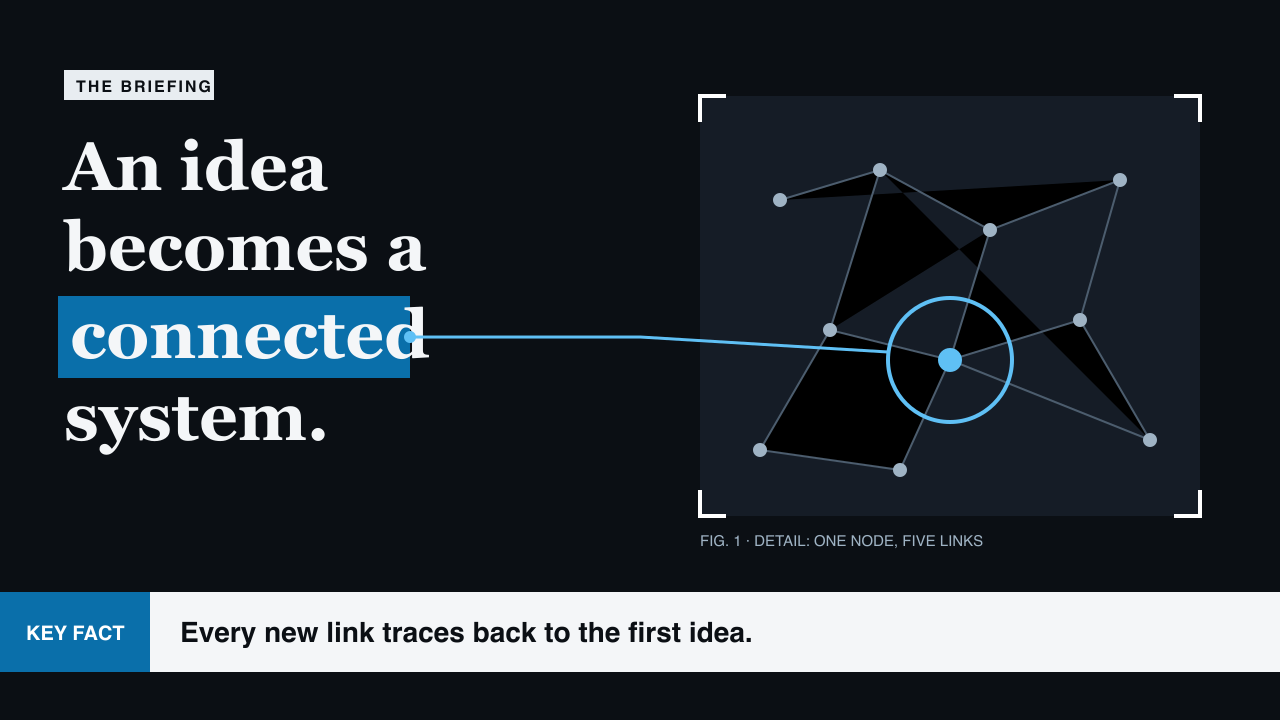 THE BRIEFING
An idea
becomes a
connected
system.
FIG. 1 · DETAIL: ONE NODE, FIVE LINKS
KEY FACT
Every new link traces back to the first idea.